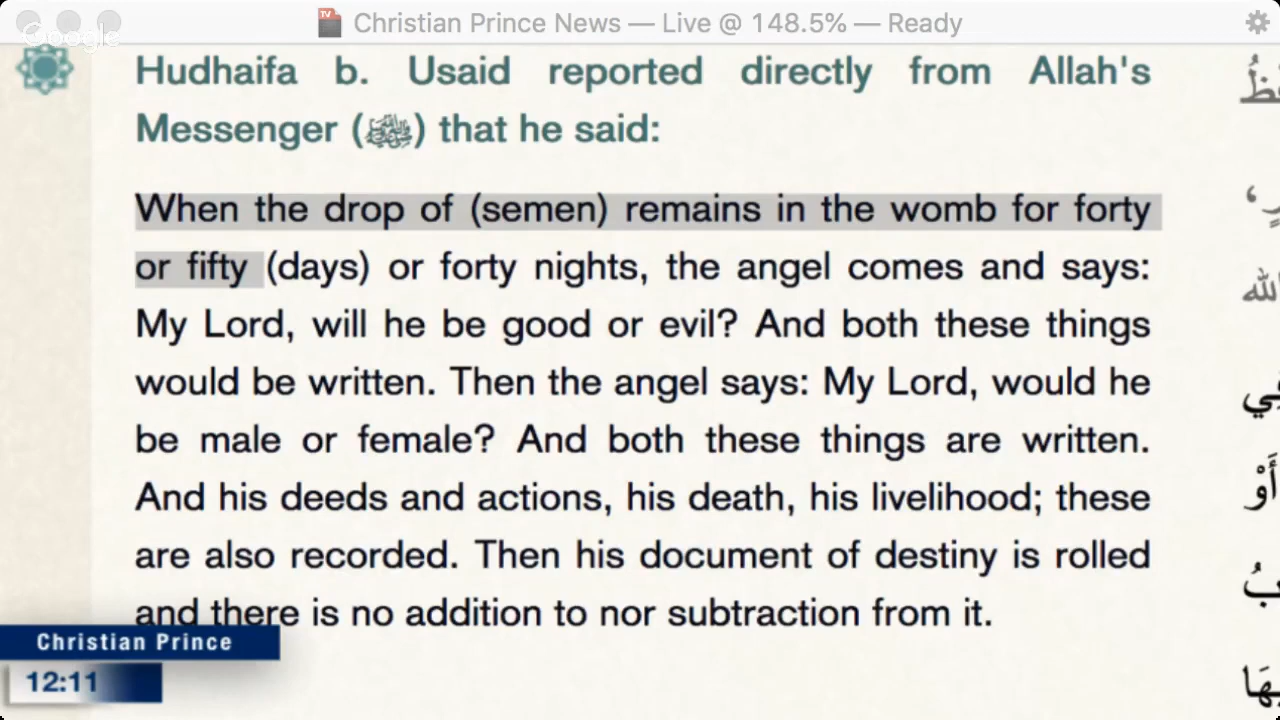 Christian Prince News — Live @ 148.5% — Ready
Google
Hudhaifa b. Usaid reported directly from Allah's
Messenger (ﷺ) that he said:
When the drop of (semen) remains in the womb for forty
or fifty (days) or forty nights, the angel comes and says:
My Lord, will he be good or evil? And both these things
would be written. Then the angel says: My Lord, would he
be male or female? And both these things are written.
And his deeds and actions, his death, his livelihood; these
are also recorded. Then his document of destiny is rolled
and there is no addition to nor subtraction from it.
Christian Prince
12:11
الله
أَوْ